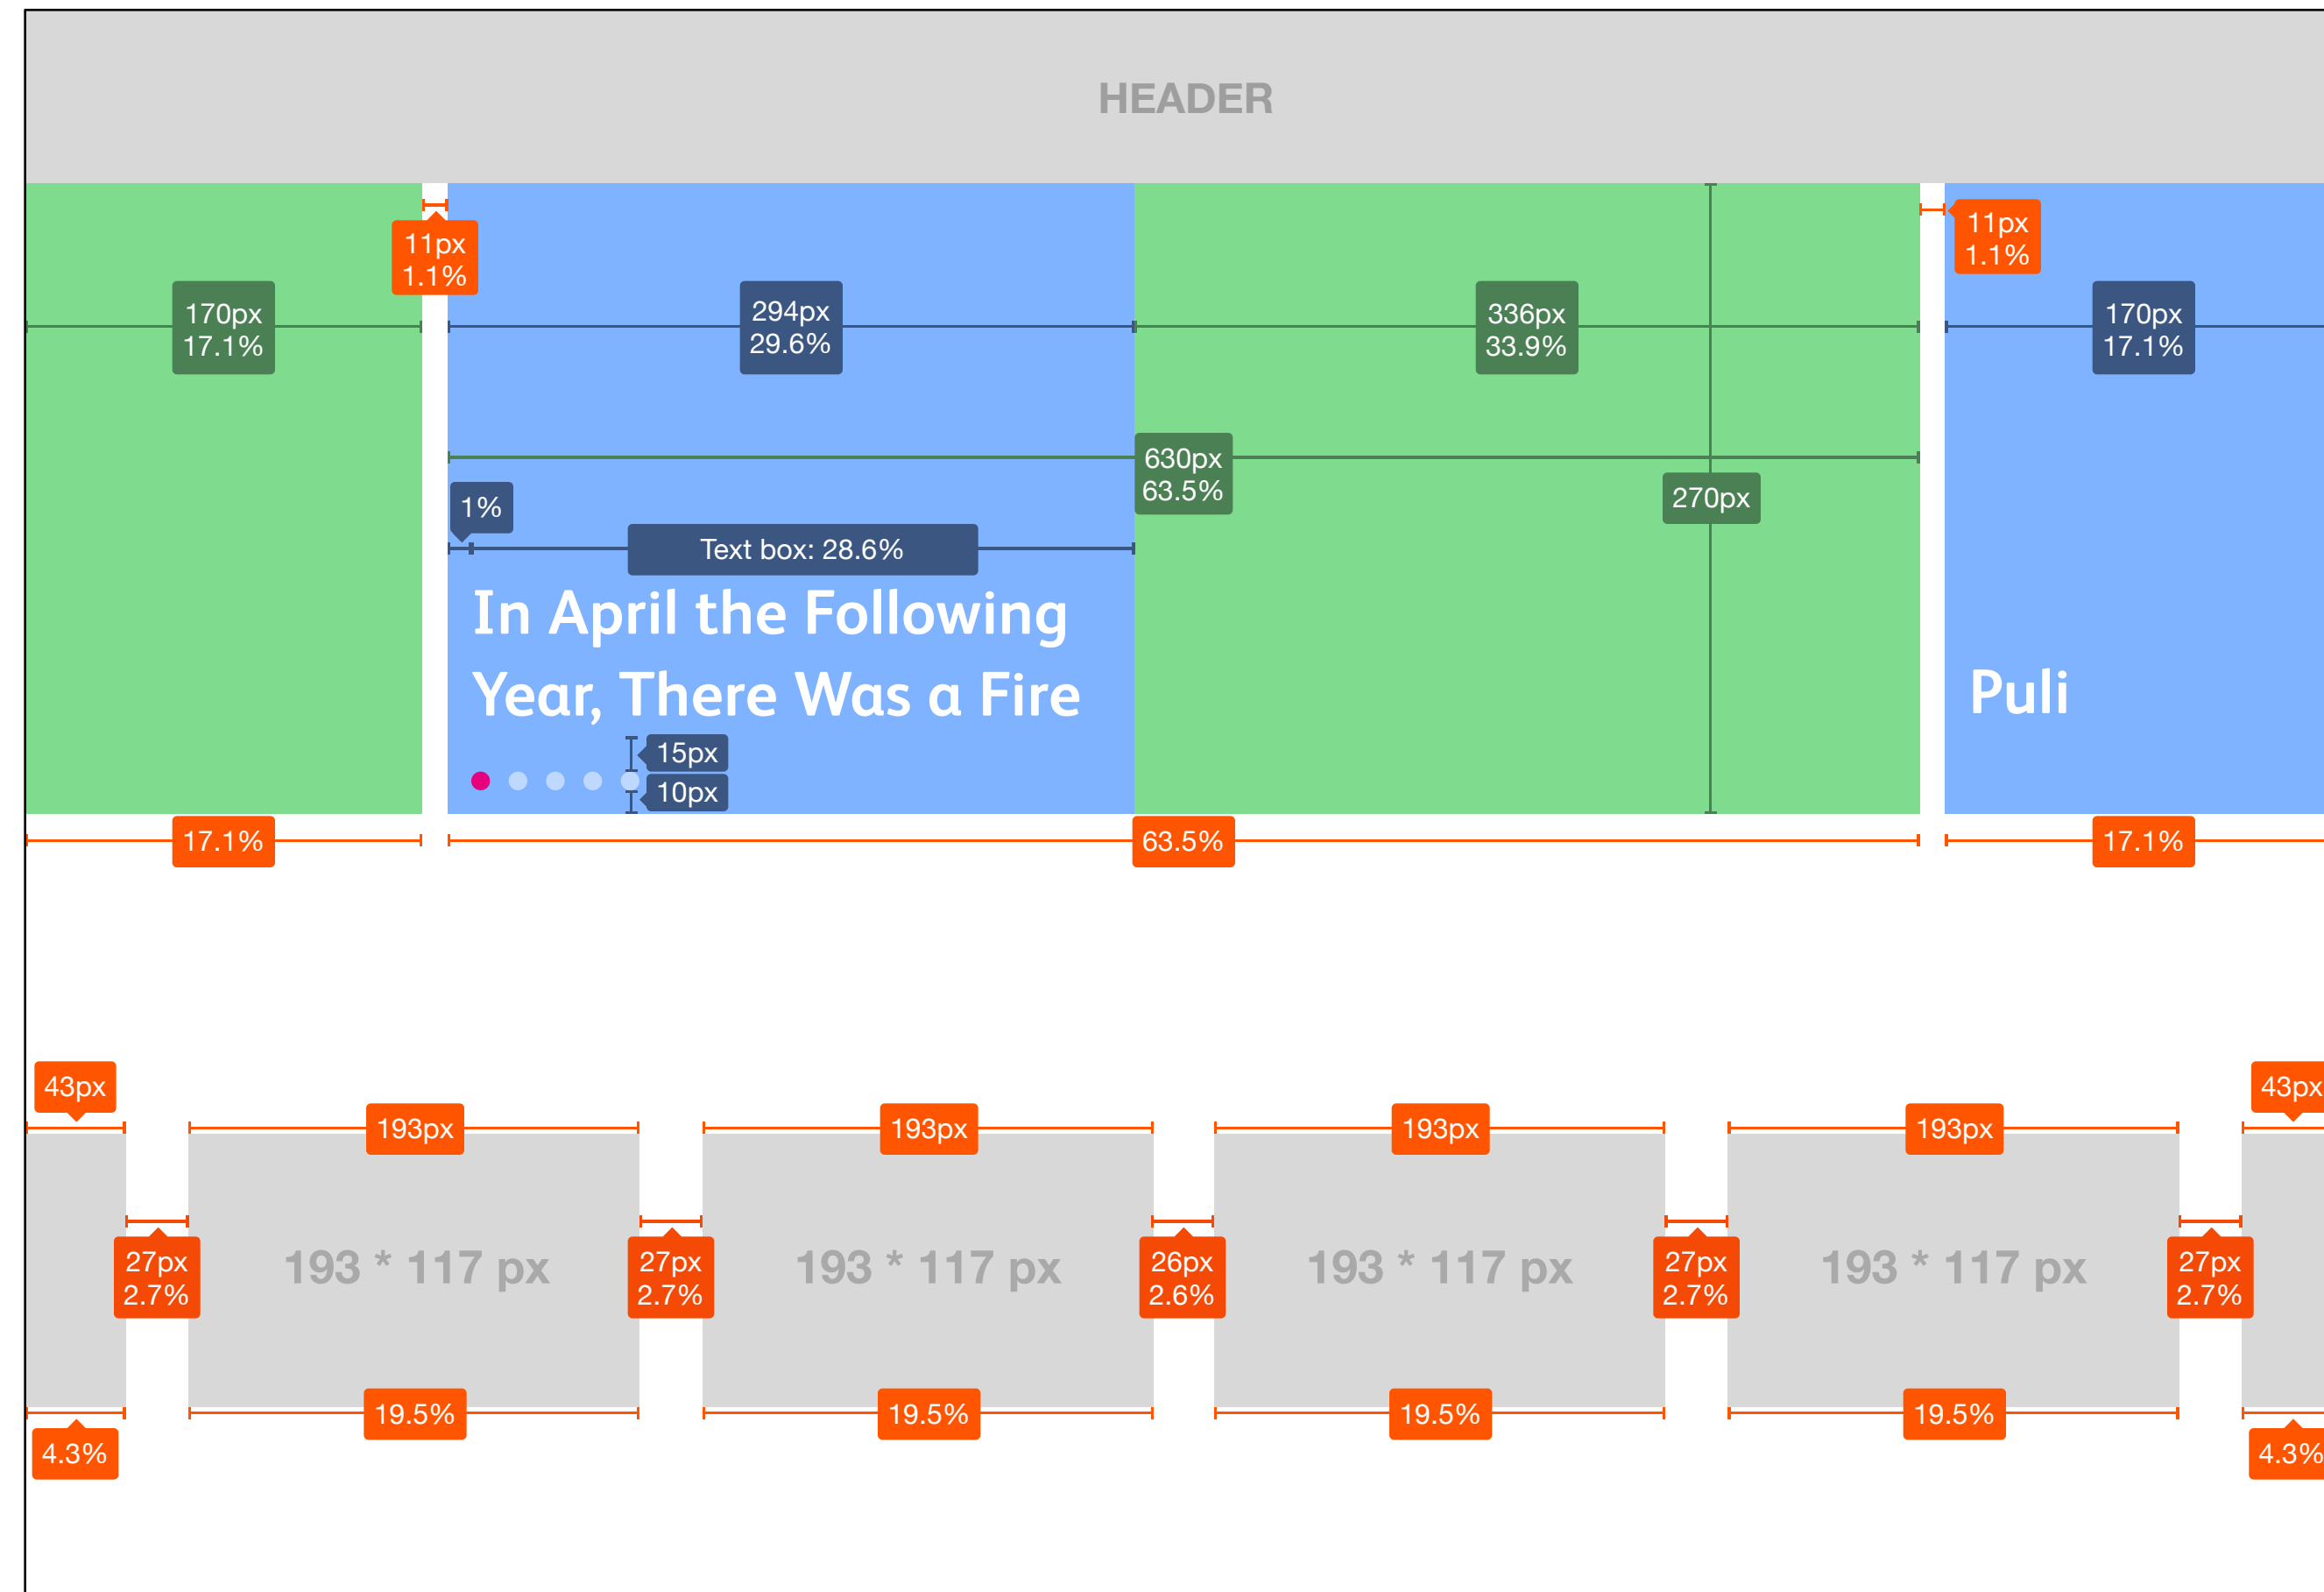 HEADER
11px
1.1%
11px
1.1%
170px
17.1%
294px
29.6%
336px
33.9%
170px
17.1%
630px
63.5%
1%
270px
Text box: 28.6%
In April the Following
Year, There Was a Fire
Puli
15px
10px
17.1%
63.5%
17.1%
43px
43px
193px
193px
193px
193px
27px
2.7%
193 * 117 px
27px
2.7%
193 * 117 px
26px
2.6%
193 * 117 px
27px
2.7%
193 * 117 px
27px
2.7%
19.5%
19.5%
19.5%
19.5%
4.3%
4.3%